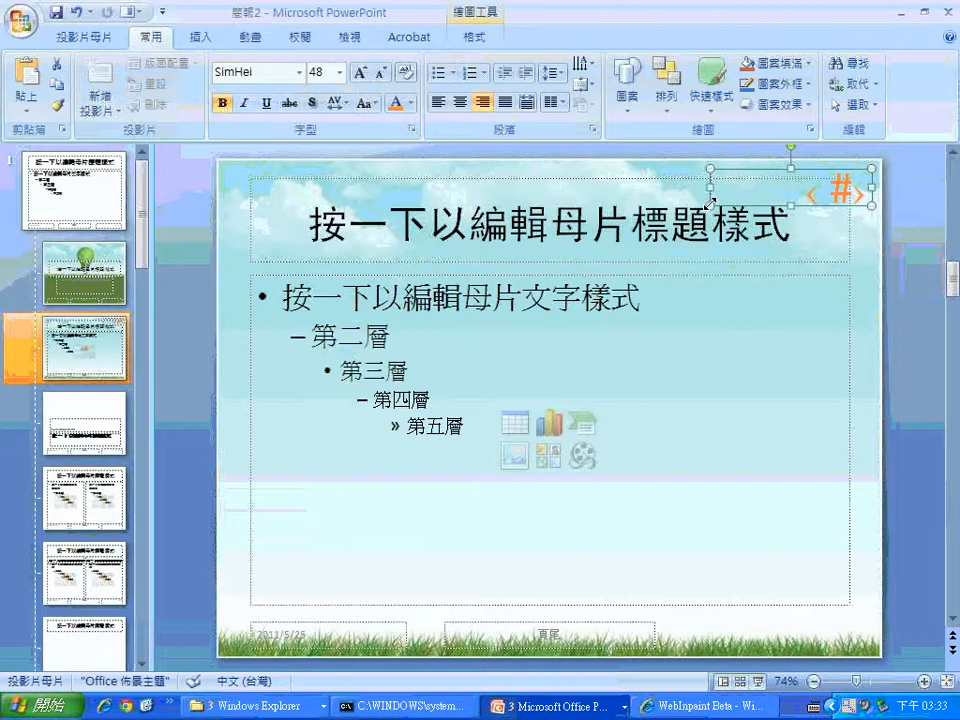 簡報2 - Microsoft PowerPoint
繪圖工具
投影片母片
常用
插入
動畫
校閱
檢視
Acrobat
格式
貼上
剪貼簿
新增
投影片
版面配置
重設
刪除
投影片
SimHei
48
B I U abc S AV Aa A
字型
段落
圖案
排列
快速樣式
圖案填滿
圖案外框
圖案效果
繪圖
尋找
取代
選取
編輯
1
‹#›
按一下以編輯母片標題樣式
• 按一下以編輯母片文字樣式
– 第二層
• 第三層
– 第四層
» 第五層
2011/5/25
頁尾
投影片母片
"Office 佈景主題"
中文 (台灣)
74%
開始
3 Windows Explorer
C:\WINDOWS\system...
3 Microsoft Office P...
WebInpaint Beta - Wi...
下午 03:33